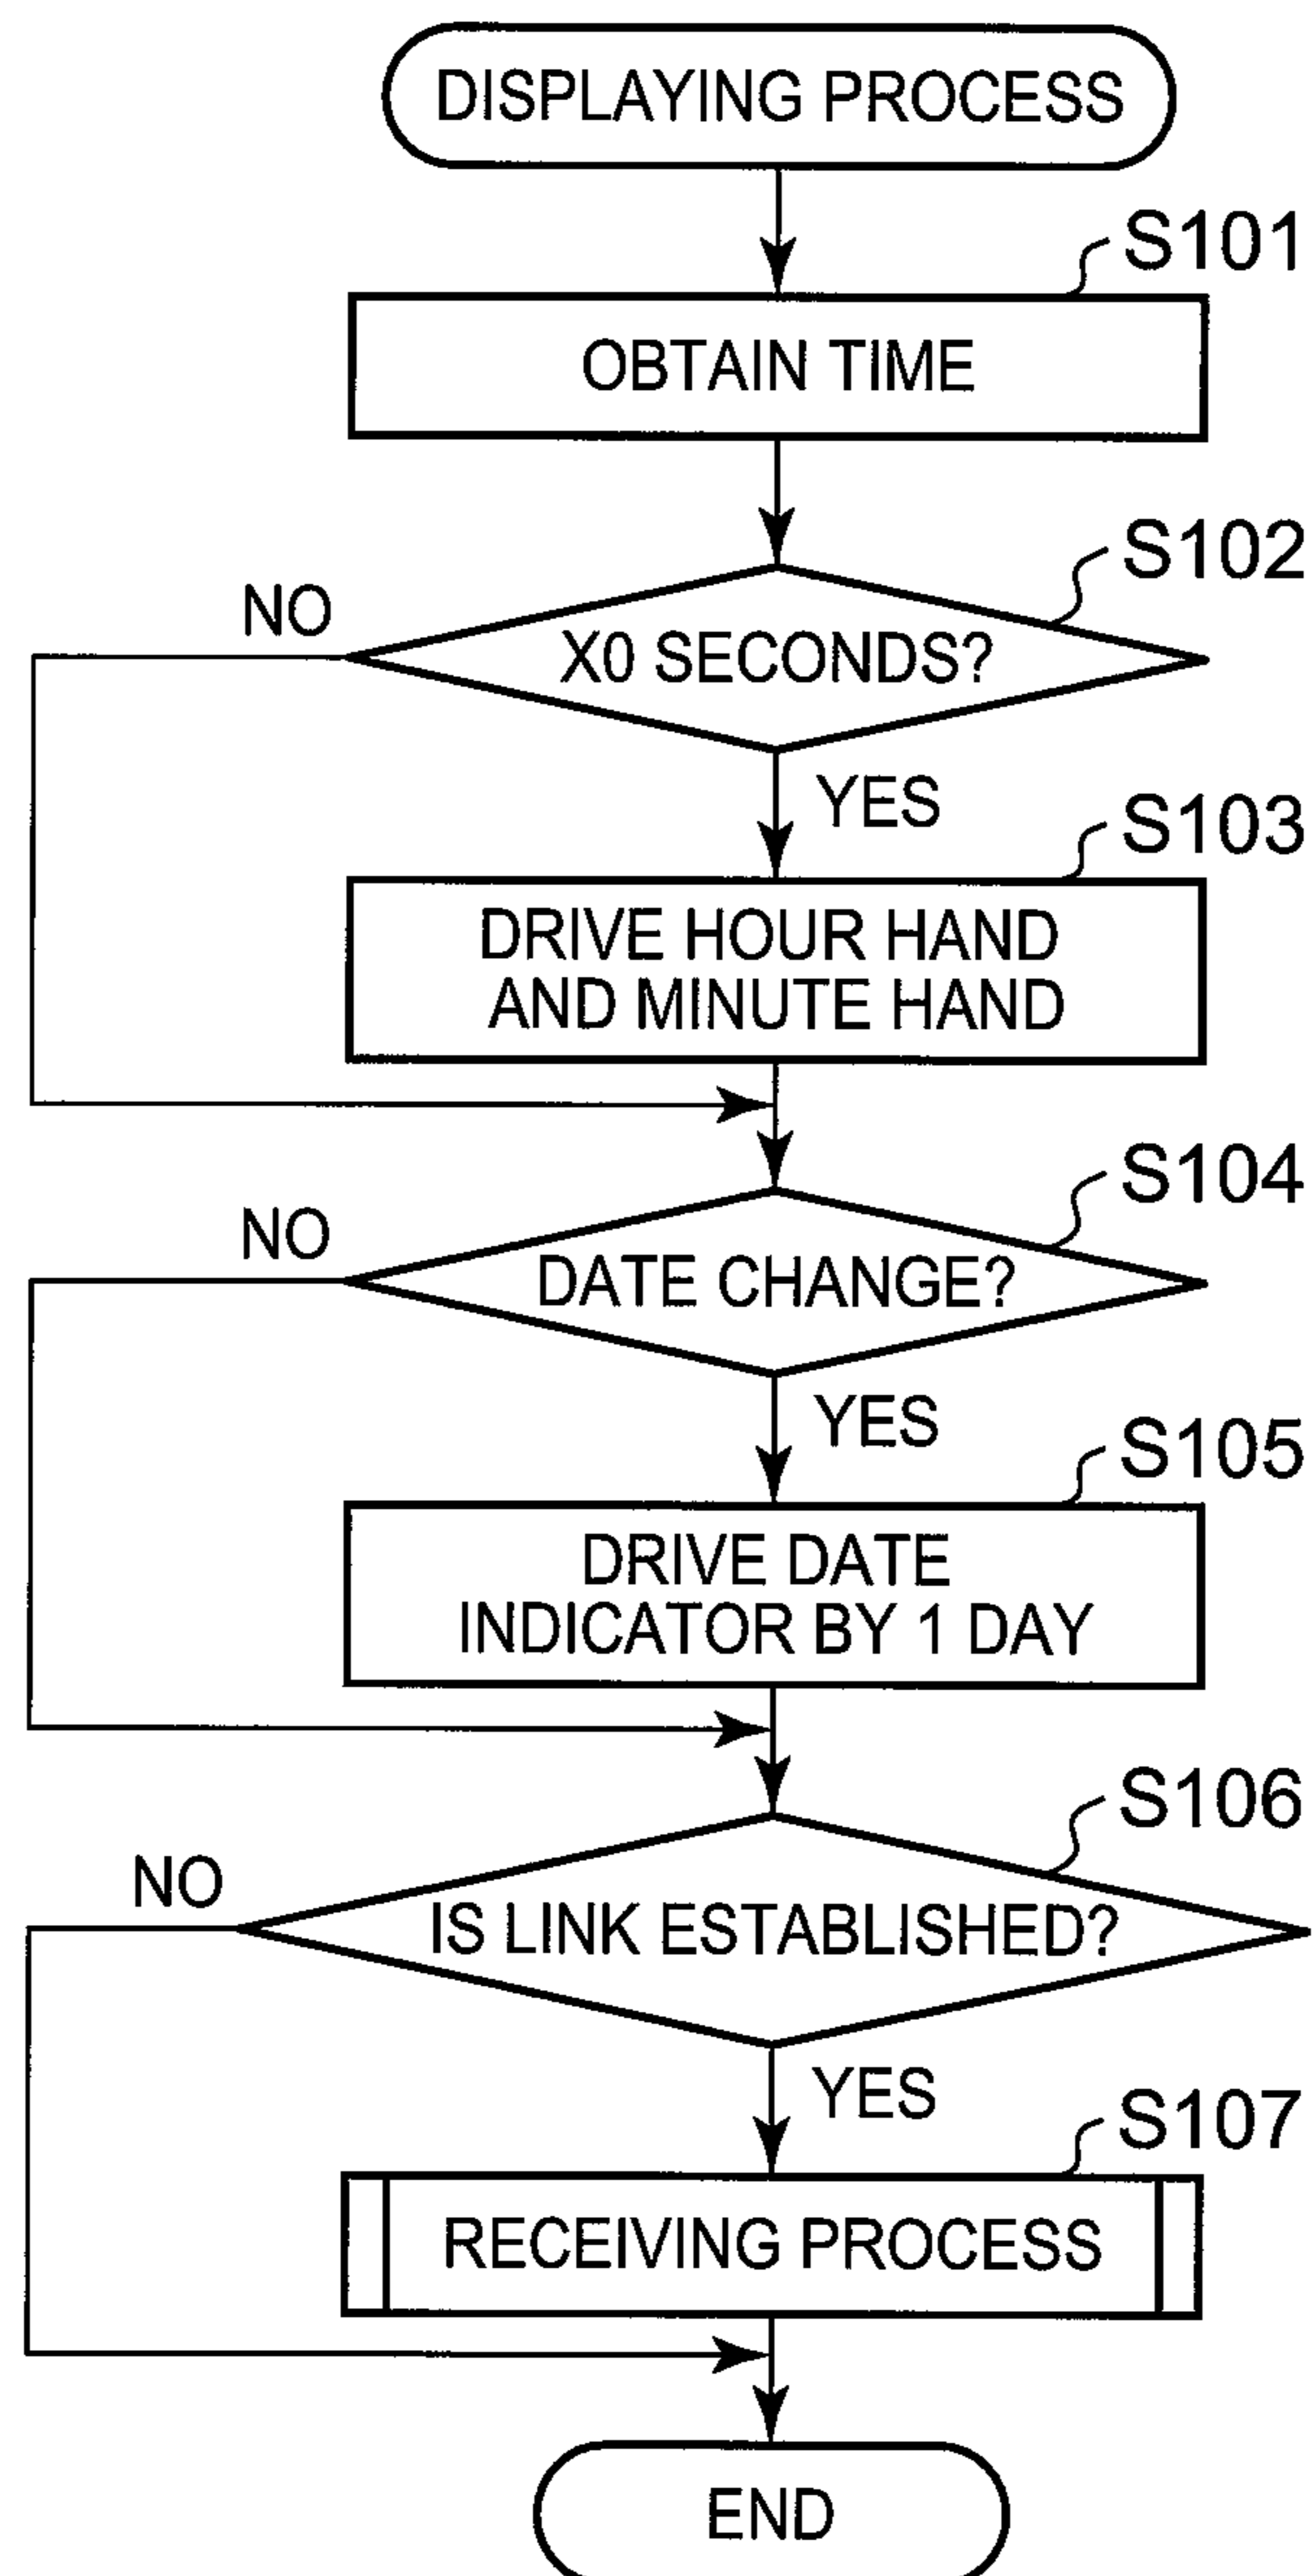 DISPLAYING PROCESS
S101
OBTAIN TIME
S102
NO
X0 SECONDS?
YES
S103
DRIVE HOUR HAND
AND MINUTE HAND
S104
NO
DATE CHANGE?
YES
S105
DRIVE DATE
INDICATOR BY 1 DAY
S106
NO
IS LINK ESTABLISHED?
YES
S107
RECEIVING PROCESS
END